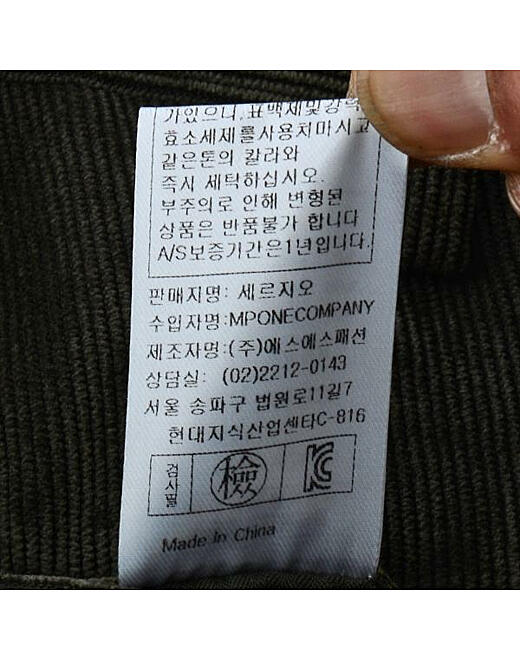 가있으니,표백제및강력
효소세제를사용치마시고
같은톤의 칼라와
즉시 세탁하십시오.
부주의로 인해 변형된
상품은 반품불가 합니다
A/S보증기간은1년입니다.
판매자명: 세르지오
수입자명:MPONECOMPANY
제조자명:(주)에스에스패션
상담실: (02)2212-0143
서울 송파구 법원로11길7
현대지식산업센타C-816
검사필 檢 KC
Made In China